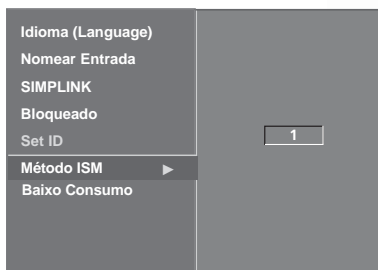 Idioma (Language)
Nomear Entrada
SIMPLINK
Bloqueado
Set ID
1
Método ISM ▶
Baixo Consumo